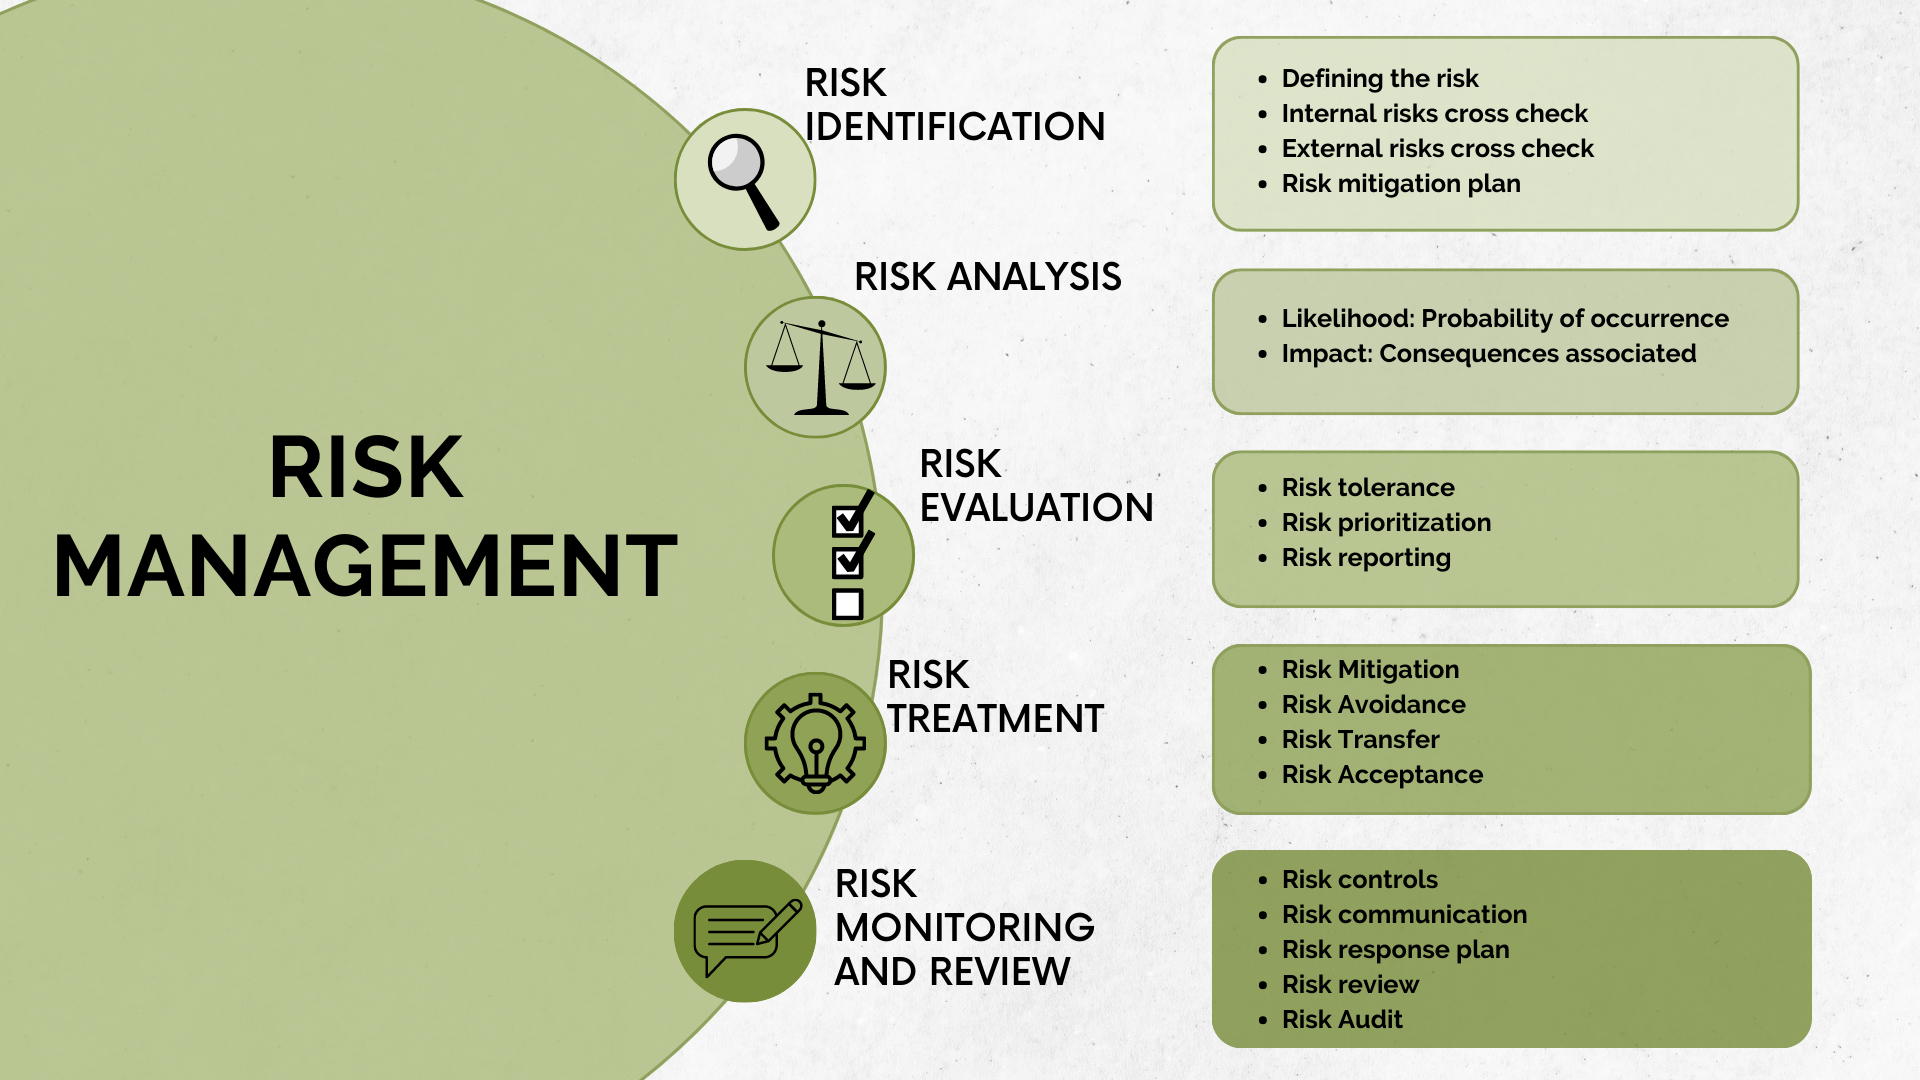 RISK
MANAGEMENT
RISK
IDENTIFICATION
• Defining the risk
• Internal risks cross check
• External risks cross check
• Risk mitigation plan
RISK ANALYSIS
• Likelihood: Probability of occurrence
• Impact: Consequences associated
RISK
EVALUATION
• Risk tolerance
• Risk prioritization
• Risk reporting
RISK
TREATMENT
• Risk Mitigation
• Risk Avoidance
• Risk Transfer
• Risk Acceptance
RISK
MONITORING
AND REVIEW
• Risk controls
• Risk communication
• Risk response plan
• Risk review
• Risk Audit